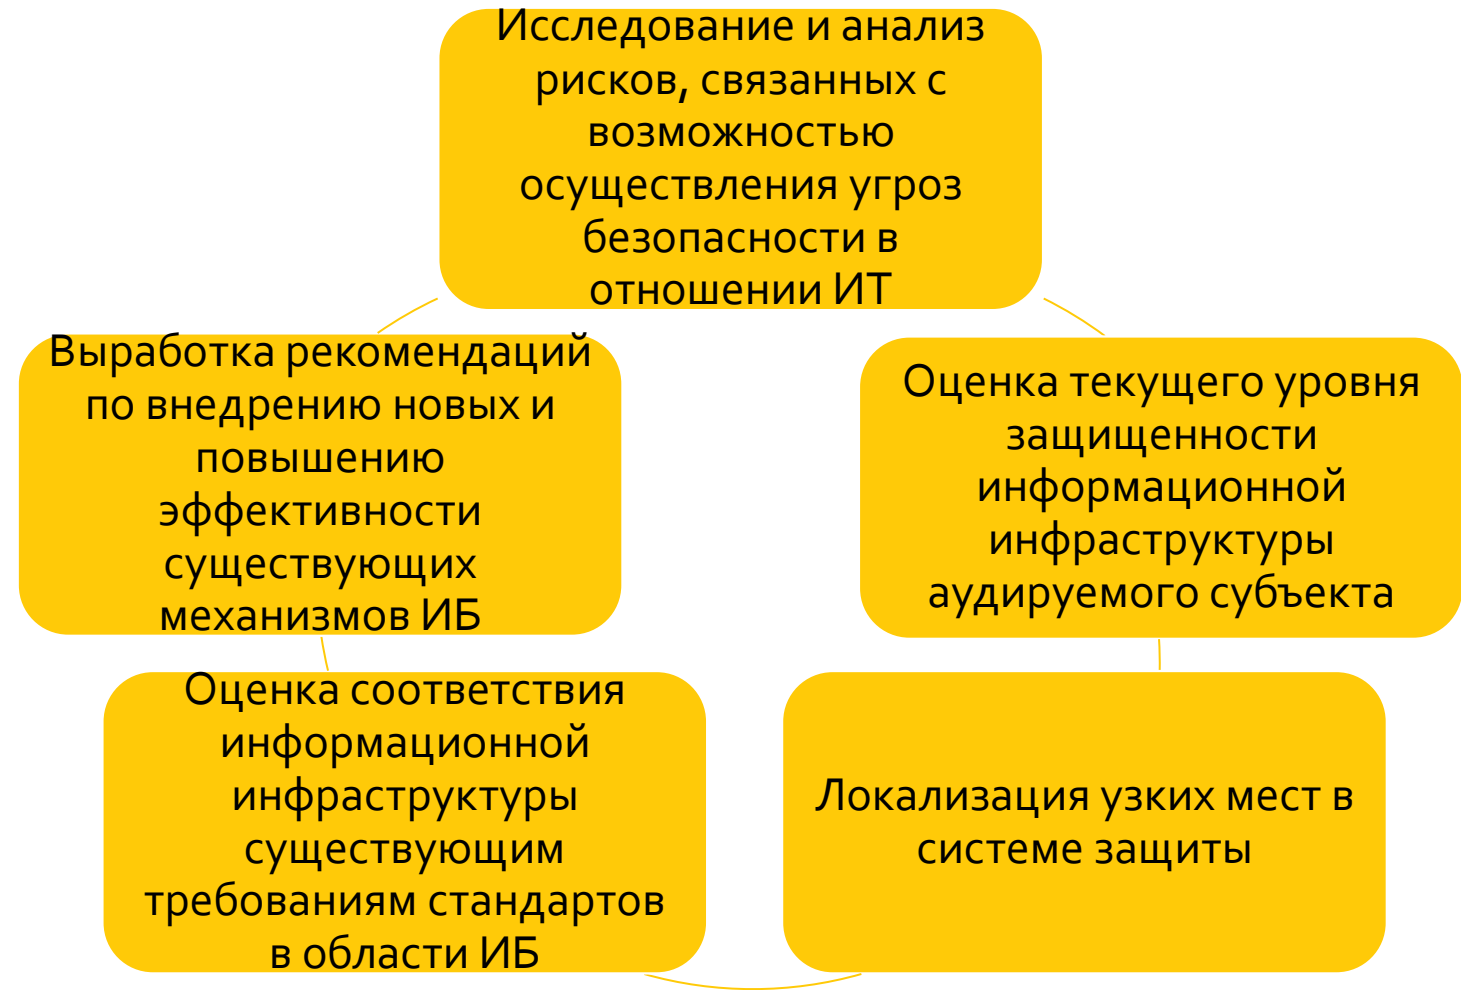 Исследование и анализ
рисков, связанных с
возможностью
осуществления угроз
безопасности в
отношении ИТ
Оценка текущего уровня
защищенности
информационной
инфраструктуры
аудируемого субъекта
Локализация узких мест в
системе защиты
Оценка соответствия
информационной
инфраструктуры
существующим
требованиям стандартов
в области ИБ
Выработка рекомендаций
по внедрению новых и
повышению
эффективности
существующих
механизмов ИБ